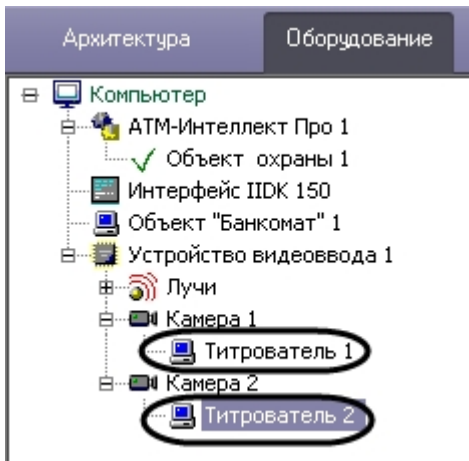 Архитектура Оборудование
Компьютер
АТМ-Интеллект Про 1
Объект охраны 1
Интерфейс IIDK 150
Объект "Банкомат" 1
Устройство видеоввода 1
Лучи
Камера 1
Титрователь 1
Камера 2
Титрователь 2